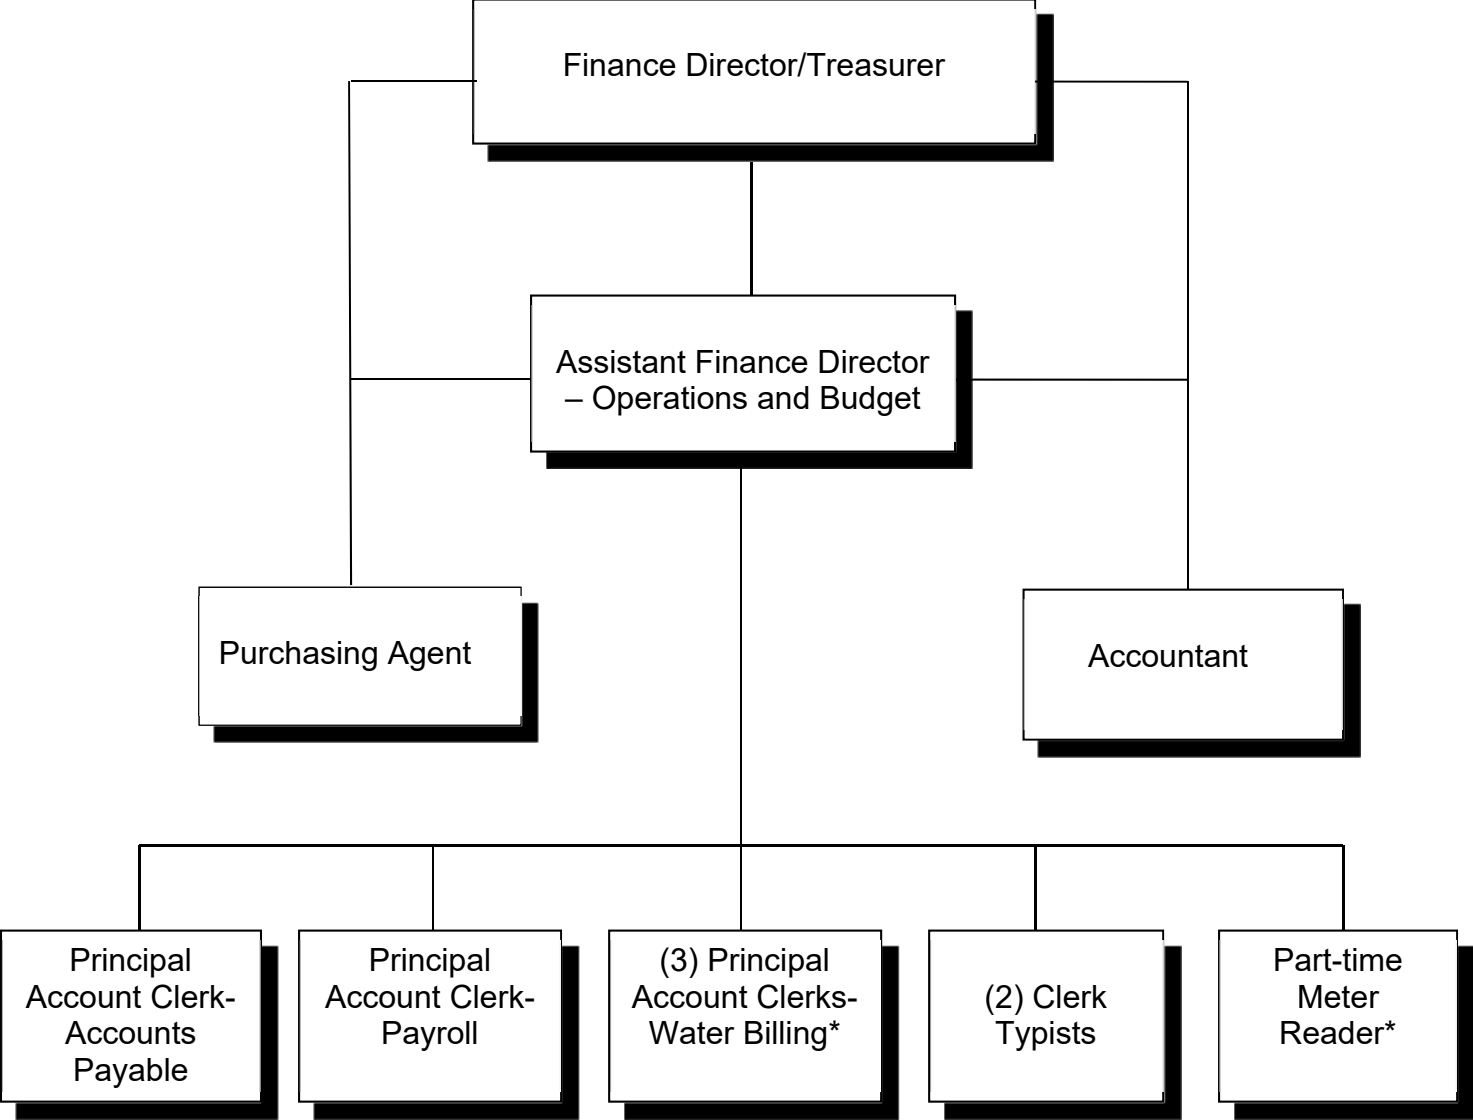 Finance Director/Treasurer
Assistant Finance Director
– Operations and Budget
Purchasing Agent
Accountant
Principal
Account Clerk-
Accounts
Payable
Principal
Account Clerk-
Payroll
(3) Principal
Account Clerks-
Water Billing*
(2) Clerk
Typists
Part-time
Meter
Reader*